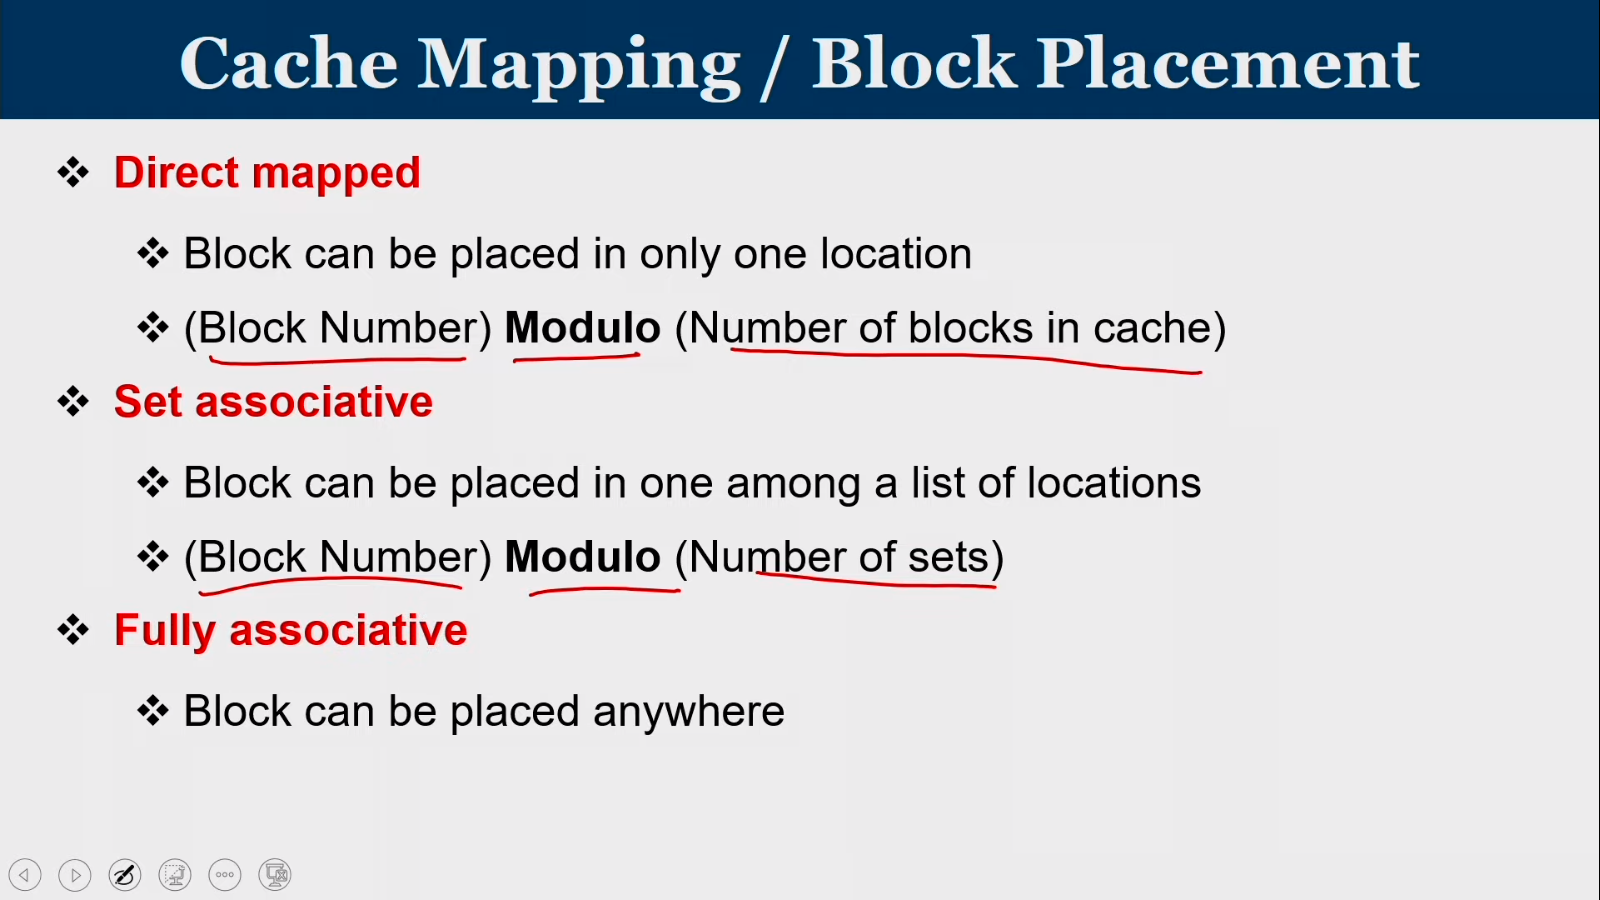 Cache Mapping / Block Placement
❖ Direct mapped
❖ Block can be placed in only one location
❖ (Block Number) Modulo (Number of blocks in cache)
❖ Set associative
❖ Block can be placed in one among a list of locations
❖ (Block Number) Modulo (Number of sets)
❖ Fully associative
❖ Block can be placed anywhere